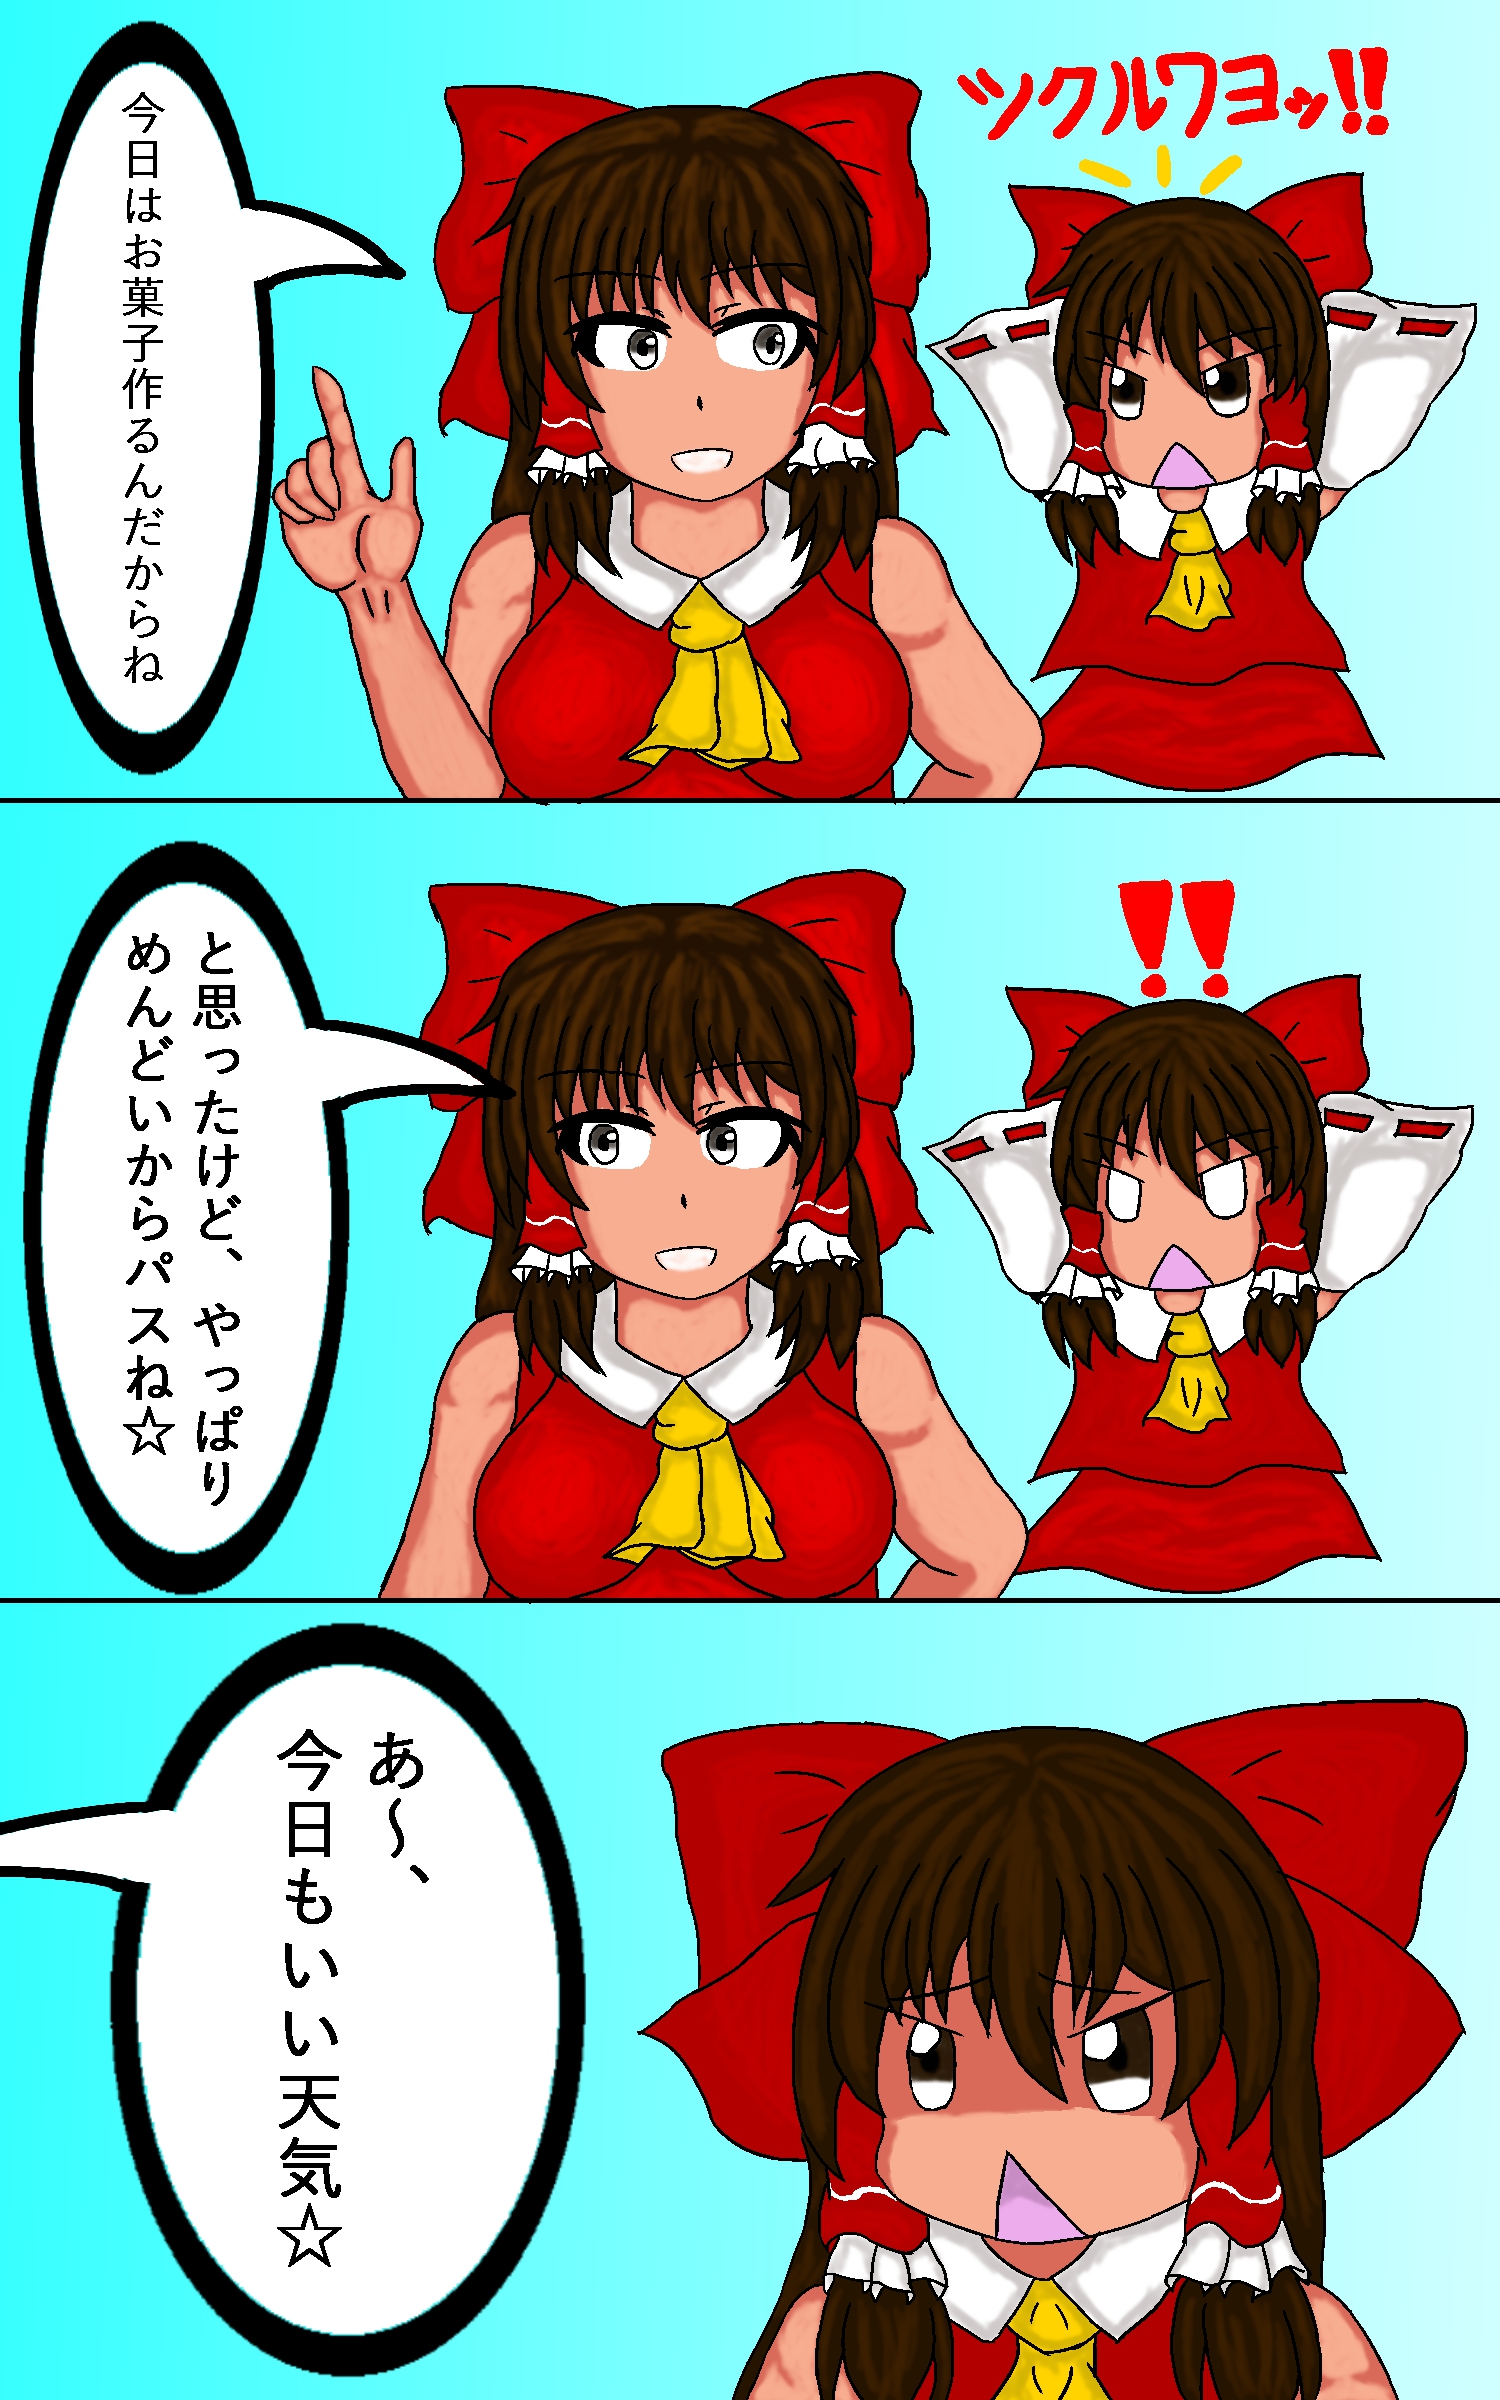 今日はお菓子作るんだからね
ツクルワヨッ!!
と思ったけど、やっぱり
めんどいからパスね☆
!!
あ～、
今日もいい天気☆